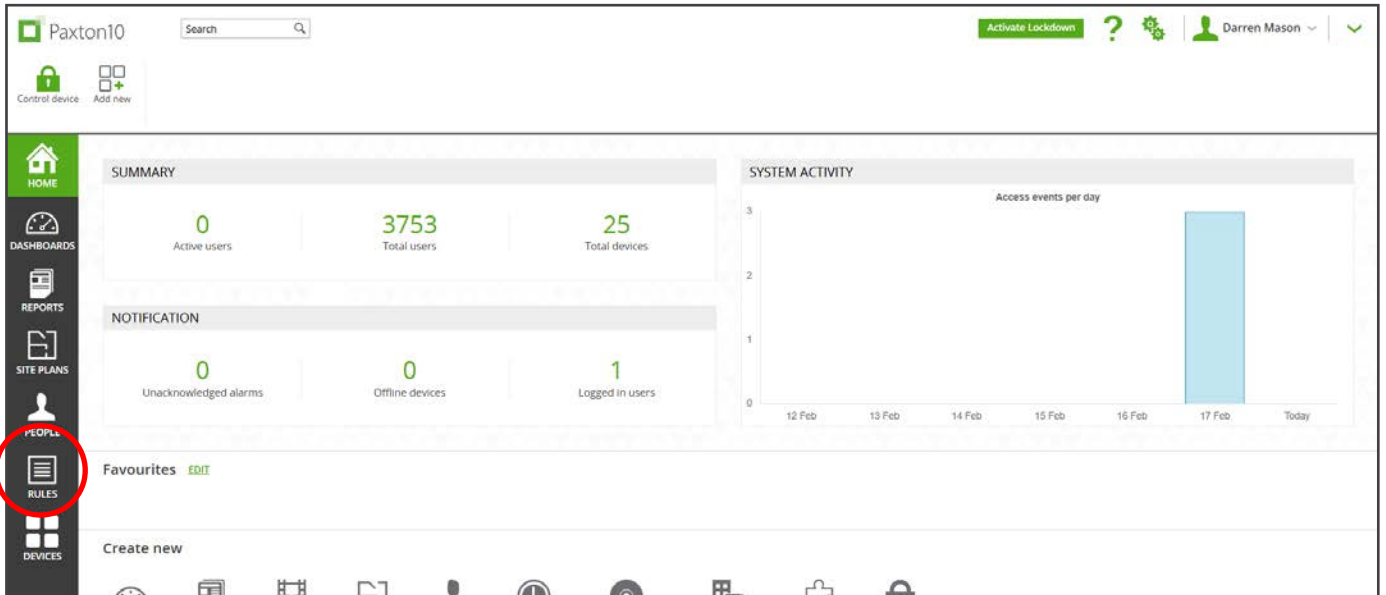 Paxton10
Search
Activate Lockdown
?
Darren Mason
Control device
Add new
HOME
DASHBOARDS
REPORTS
SITE PLANS
PEOPLE
RULES
DEVICES
SUMMARY
0
3753
25
Active users
Total users
Total devices
NOTIFICATION
0
0
1
Unacknowledged alarms
Offline devices
Logged in users
SYSTEM ACTIVITY
Access events per day
3
2
1
0
12 Feb
13 Feb
14 Feb
15 Feb
16 Feb
17 Feb
Today
Favourites EDIT
Create new